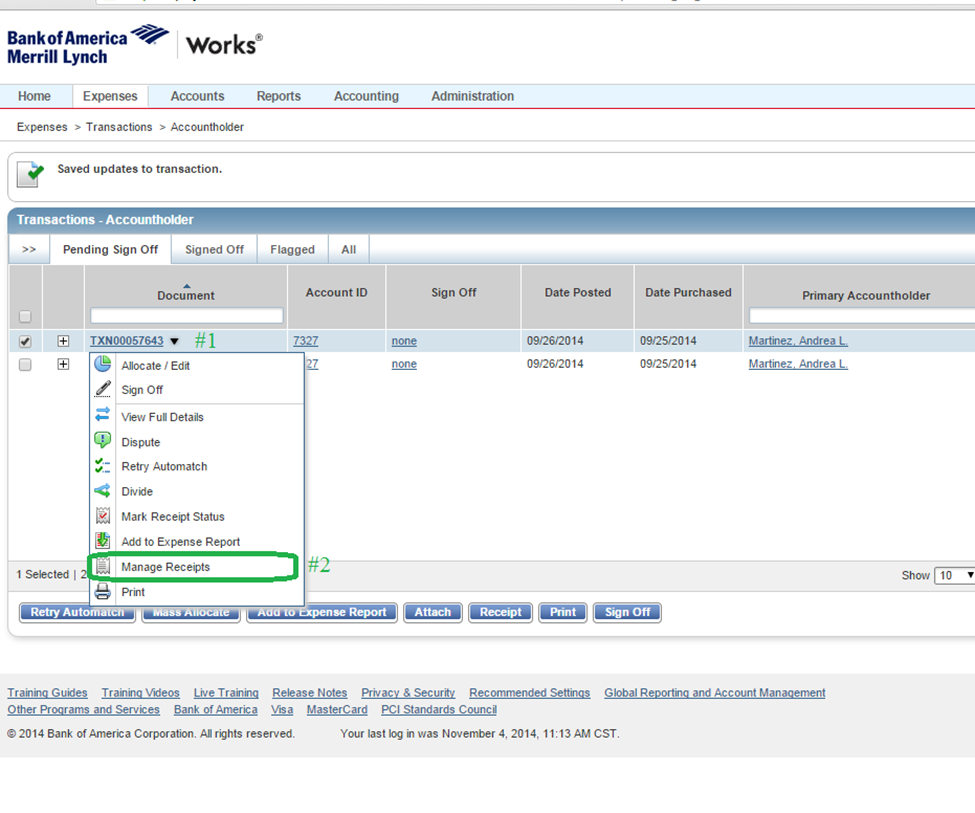 Bank of America
Merrill Lynch
Works®
Home Expenses Accounts Reports Accounting Administration
Expenses > Transactions > Accountholder
Saved updates to transaction.
Transactions - Accountholder
>> Pending Sign Off Signed Off Flagged All
Document Account ID Sign Off Date Posted Date Purchased Primary Accountholder
TXN00057643 #1 7327 none 09/26/2014 09/25/2014 Martinez, Andrea L.
27 none 09/26/2014 09/25/2014 Martinez, Andrea L.
Allocate / Edit
Sign Off
View Full Details
Dispute
Retry Automatch
Divide
Mark Receipt Status
Add to Expense Report
Manage Receipts #2
Print
1 Selected | 2 Show 10
Retry Automatch Mass Allocate Add to Expense Report Attach Receipt Print Sign Off
Training Guides Training Videos Live Training Release Notes Privacy & Security Recommended Settings Global Reporting and Account Management
Other Programs and Services Bank of America Visa MasterCard PCI Standards Council
© 2014 Bank of America Corporation. All rights reserved. Your last log in was November 4, 2014, 11:13 AM CST.